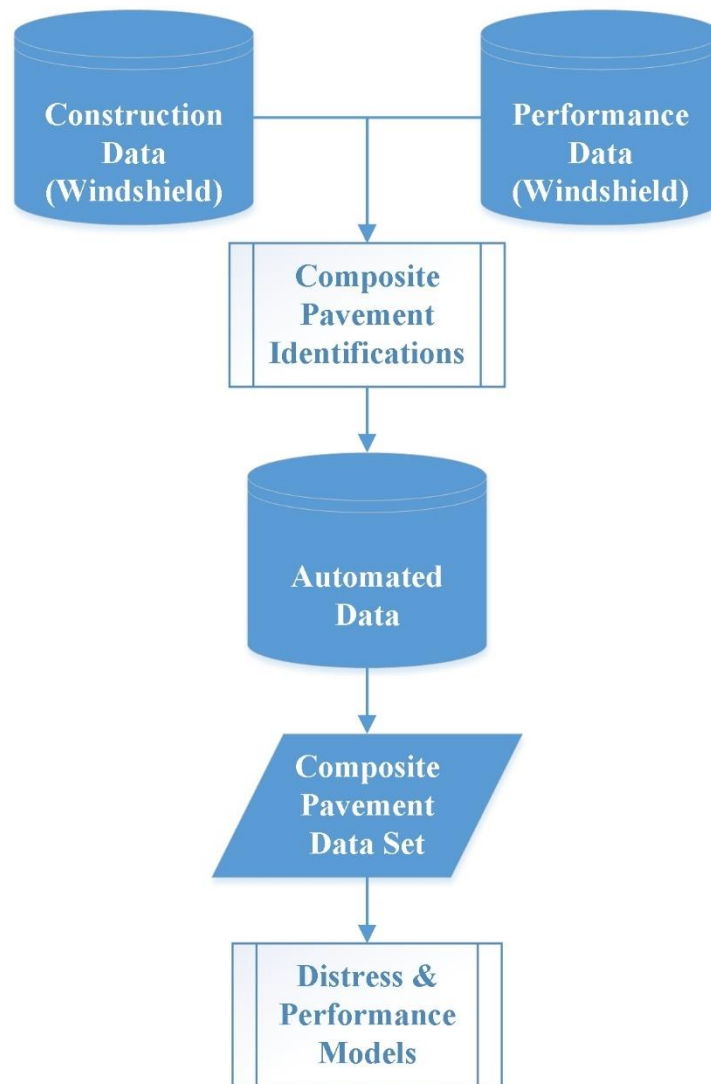 Construction
Data
(Windshield)
Performance
Data
(Windshield)
Composite
Pavement
Identifications
Automated
Data
Composite
Pavement
Data Set
Distress &
Performance
Models